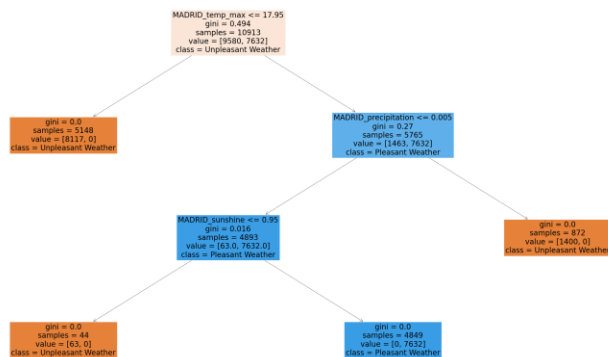 MADRID_temp_max <= 17.95
gini = 0.494
samples = 10913
value = [9580, 7632]
class = Unpleasant Weather
gini = 0.0
samples = 5148
value = [8117, 0]
class = Unpleasant Weather
MADRID_precipitation <= 0.005
gini = 0.27
samples = 5765
value = [1463, 7632]
class = Pleasant Weather
MADRID_sunshine <= 0.95
gini = 0.016
samples = 4893
value = [63.0, 7632.0]
class = Pleasant Weather
gini = 0.0
samples = 872
value = [1400, 0]
class = Unpleasant Weather
gini = 0.0
samples = 44
value = [63, 0]
class = Unpleasant Weather
gini = 0.0
samples = 4849
value = [0, 7632]
class = Pleasant Weather